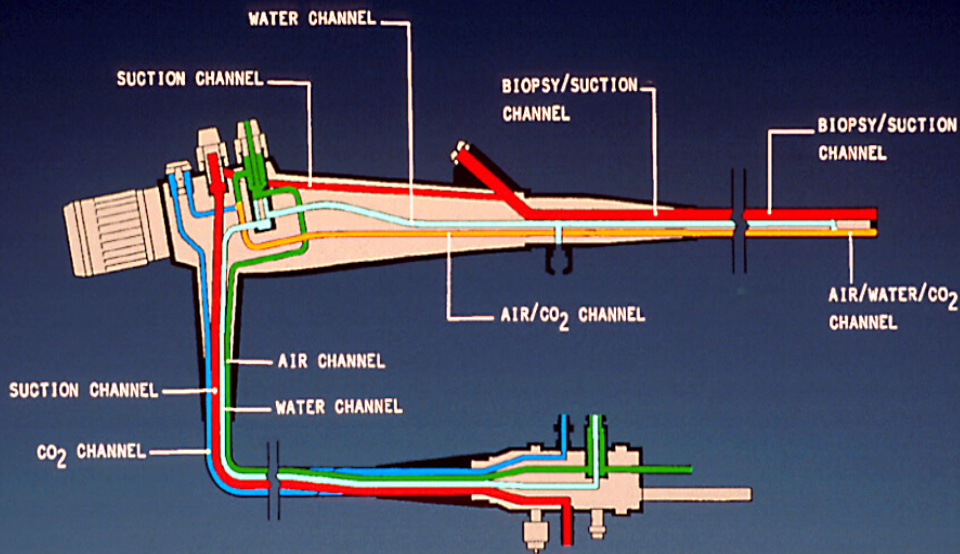 WATER CHANNEL
SUCTION CHANNEL
BIOPSY/SUCTION
CHANNEL
BIOPSY/SUCTION
CHANNEL
AIR/CO₂ CHANNEL
AIR/WATER/CO₂
CHANNEL
AIR CHANNEL
SUCTION CHANNEL
WATER CHANNEL
CO₂ CHANNEL